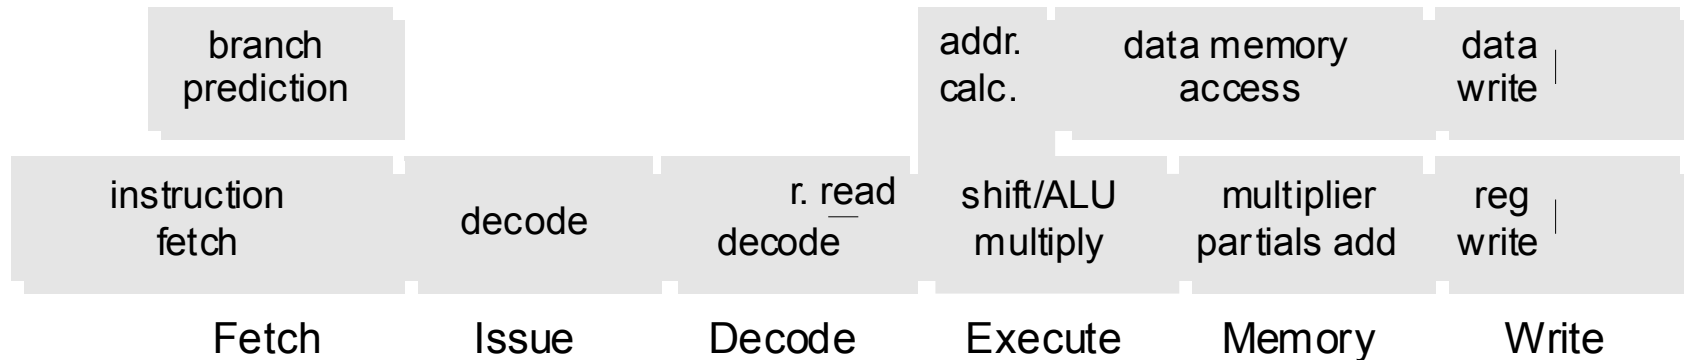 branch
prediction
addr.
calc.
data memory
access
data
write
instruction
fetch
decode
r. read
decode
shift/ALU
multiply
multiplier
partials add
reg
write
Fetch
Issue
Decode
Execute
Memory
Write